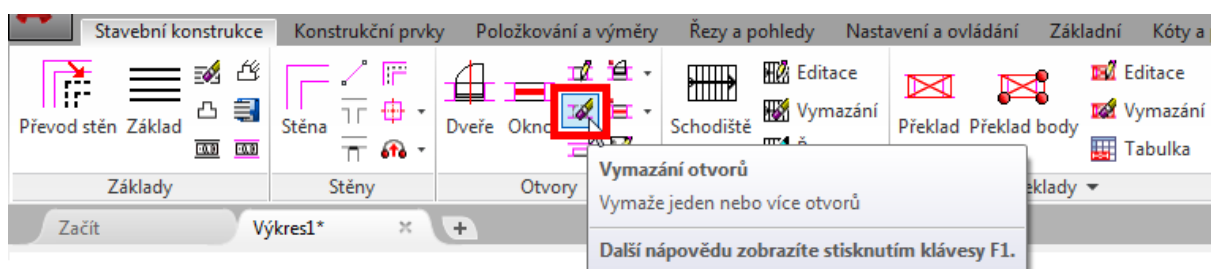 Stavební konstrukce Konstrukční prvky Položkování a výměry Řezy a pohledy Nastavení a ovládání Základní Kóty a
Převod stěn Základ
Stěna
Dveře Okno
Schodiště Editace
Vymazání
Překlad Překlad body Editace
Vymazání
Tabulka
Základy Stěny Otvory
Začít Výkres1*
Vymazání otvorů
Vymaže jeden nebo více otvorů
Další nápovědu zobrazíte stisknutím klávesy F1.